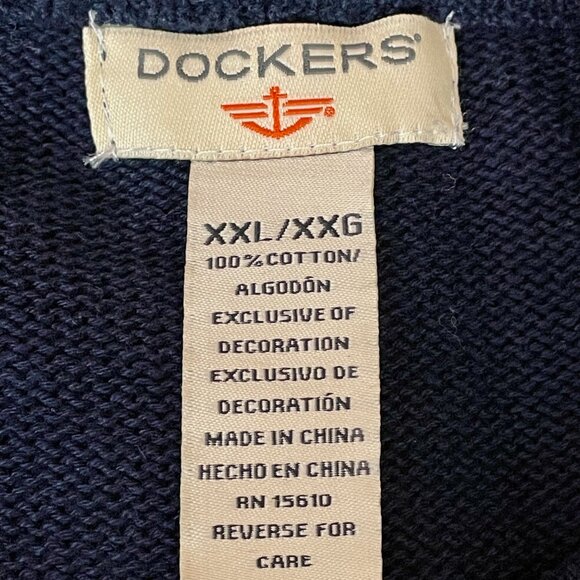 DOCKERS®
®
XXL/XXG
100% COTTON/
ALGODÓN
EXCLUSIVE OF
DECORATION
EXCLUSIVO DE
DECORATIÓN
MADE IN CHINA
HECHO EN CHINA
RN 15610
REVERSE FOR
CARE